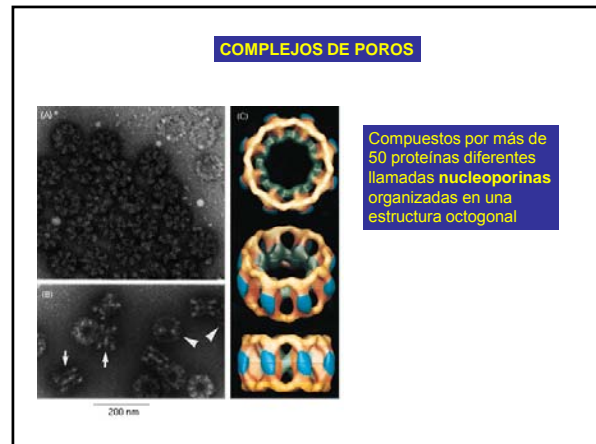 COMPLEJOS DE POROS
(A)
(C)
(B)
200 nm
Compuestos por más de
50 proteínas diferentes
llamadas nucleoporinas
organizadas en una
estructura octogonal